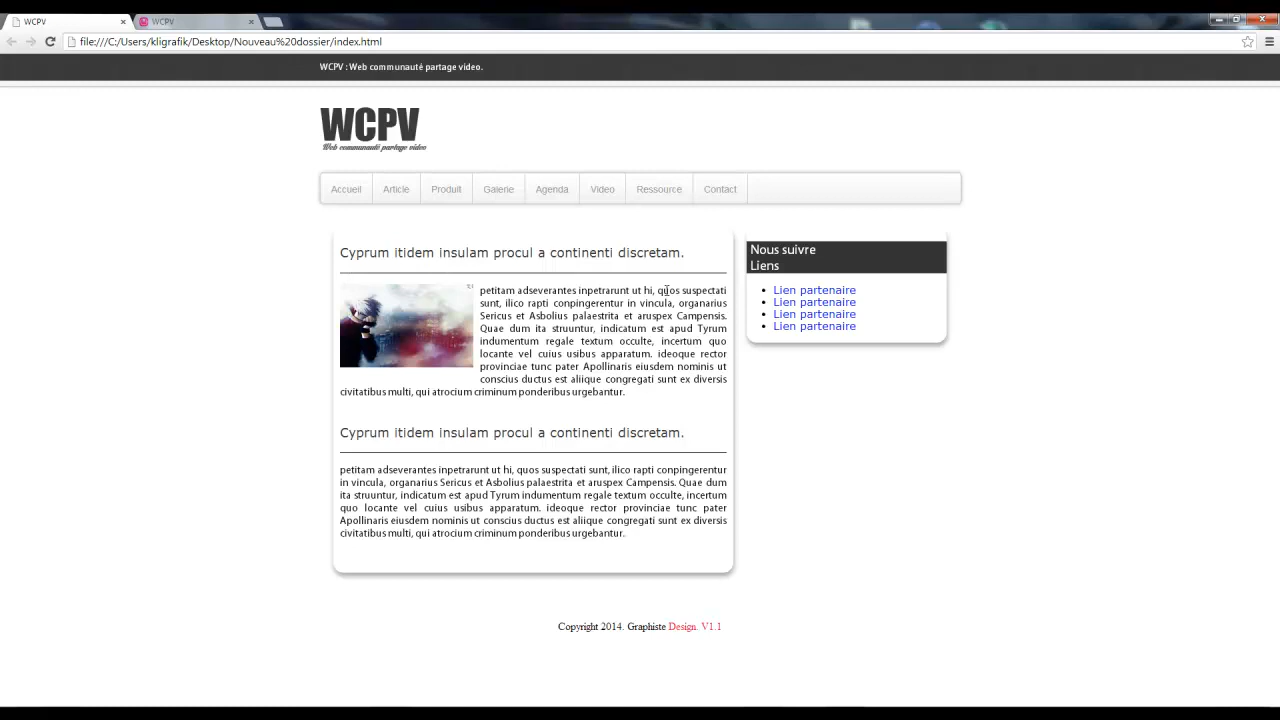 WCPV
WCPV
file:///C:/Users/kligrafik/Desktop/Nouveau%20dossier/index.html
WCPV : Web communauté partage video.
WCPV
Web communauté partage video
Accueil Article Produit Galerie Agenda Video Ressource Contact
Cyprum itidem insulam procul a continenti discretam.
petitam adseverantes inpetrarunt ut hi, quos suspectati
sunt, ilico rapti conpingerentur in vincula, organarius
Sericus et Asbolius palaestrita et aruspex Campensis.
Quae dum ita struuntur, indicatum est apud Tyrum
indumentum regale textum occulte, incertum quo
locante vel cuius usibus apparatum. ideoque rector
provinciae tunc pater Apollinaris eiusdem nominis ut
conscius ductus est aliique congregati sunt ex diversis
civitatibus multi, qui atrocium criminum ponderibus urgebantur.
Cyprum itidem insulam procul a continenti discretam.
petitam adseverantes inpetrarunt ut hi, quos suspectati sunt, ilico rapti conpingerentur
in vincula, organarius Sericus et Asbolius palaestrita et aruspex Campensis. Quae dum
ita struuntur, indicatum est apud Tyrum indumentum regale textum occulte, incertum
quo locante vel cuius usibus apparatum. ideoque rector provinciae tunc pater
Apollinaris eiusdem nominis ut conscius ductus est aliique congregati sunt ex diversis
civitatibus multi, qui atrocium criminum ponderibus urgebantur.
Nous suivre
Liens
Lien partenaire
Lien partenaire
Lien partenaire
Lien partenaire
Copyright 2014. Graphiste Design. V1.1